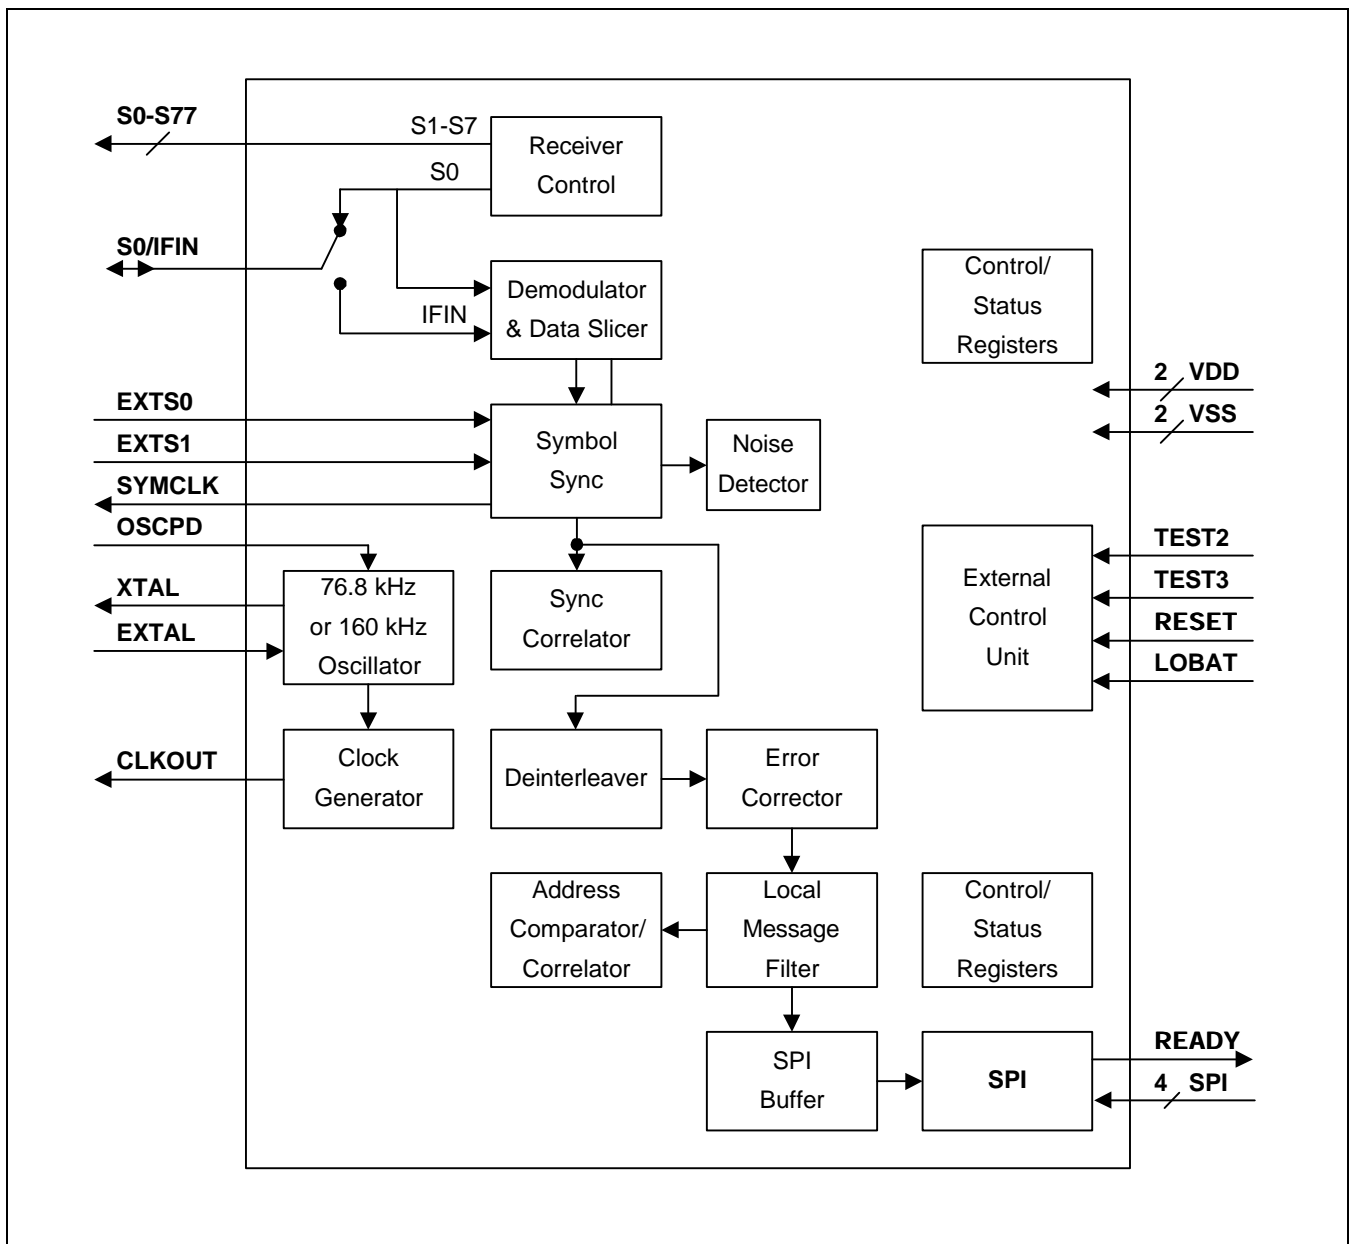 S0-S77
S1-S7
Receiver
Control
S0
S0/IFIN
Control/
Status
Registers
Demodulator
& Data Slicer
IFIN
2 VDD
2 VSS
EXTS0
EXTS1
SYMCLK
OSCPD
XTAL
EXTAL
Symbol
Sync
Noise
Detector
76.8 kHz
or 160 kHz
Oscillator
Sync
Correlator
External
Control
Unit
TEST2
TEST3
RESET
LOBAT
CLKOUT
Clock
Generator
Deinterleaver
Error
Corrector
Address
Comparator/
Correlator
Local
Message
Filter
Control/
Status
Registers
SPI
Buffer
SPI
READY
4 SPI